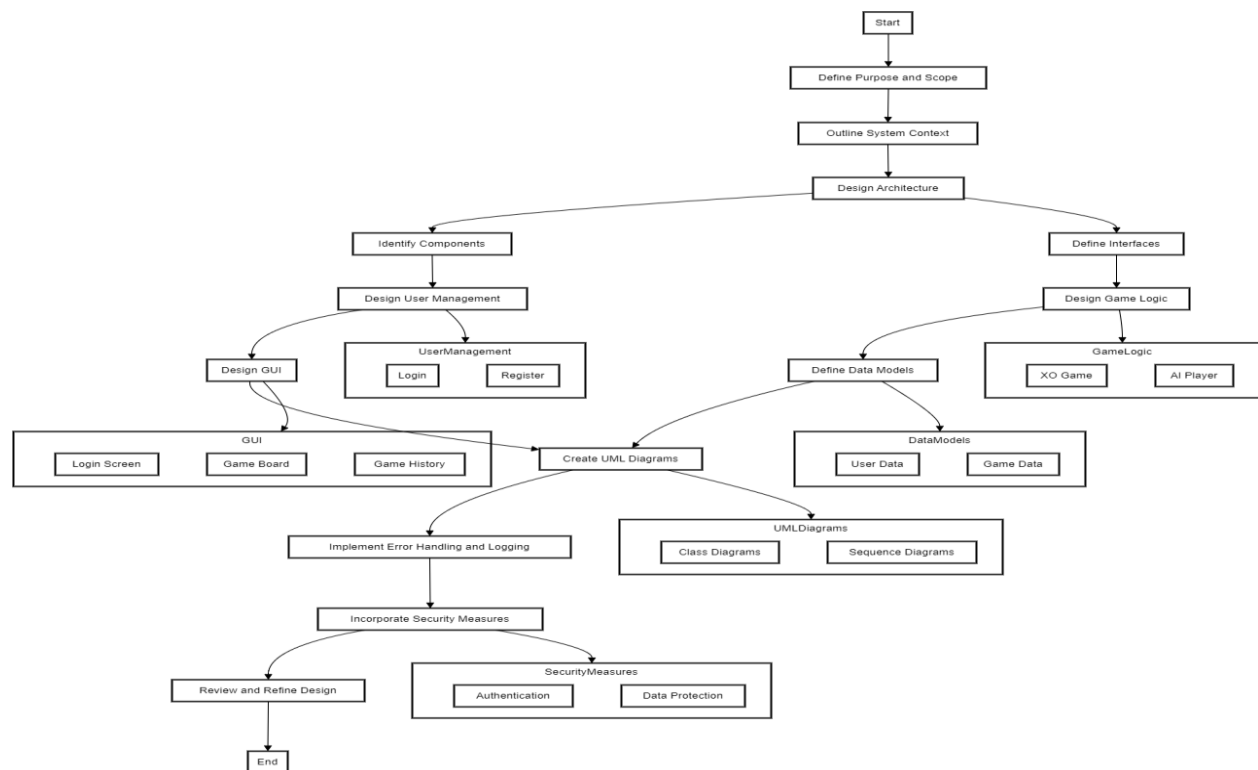 Start
Define Purpose and Scope
Outline System Context
Design Architecture
Identify Components
Define Interfaces
Design User Management
Design Game Logic
UserManagement
Login
Register
GameLogic
XO Game
AI Player
Design GUI
Define Data Models
GUI
Login Screen
Game Board
Game History
Create UML Diagrams
DataModels
User Data
Game Data
UMLDiagrams
Class Diagrams
Sequence Diagrams
Implement Error Handling and Logging
Incorporate Security Measures
SecurityMeasures
Authentication
Data Protection
Review and Refine Design
End